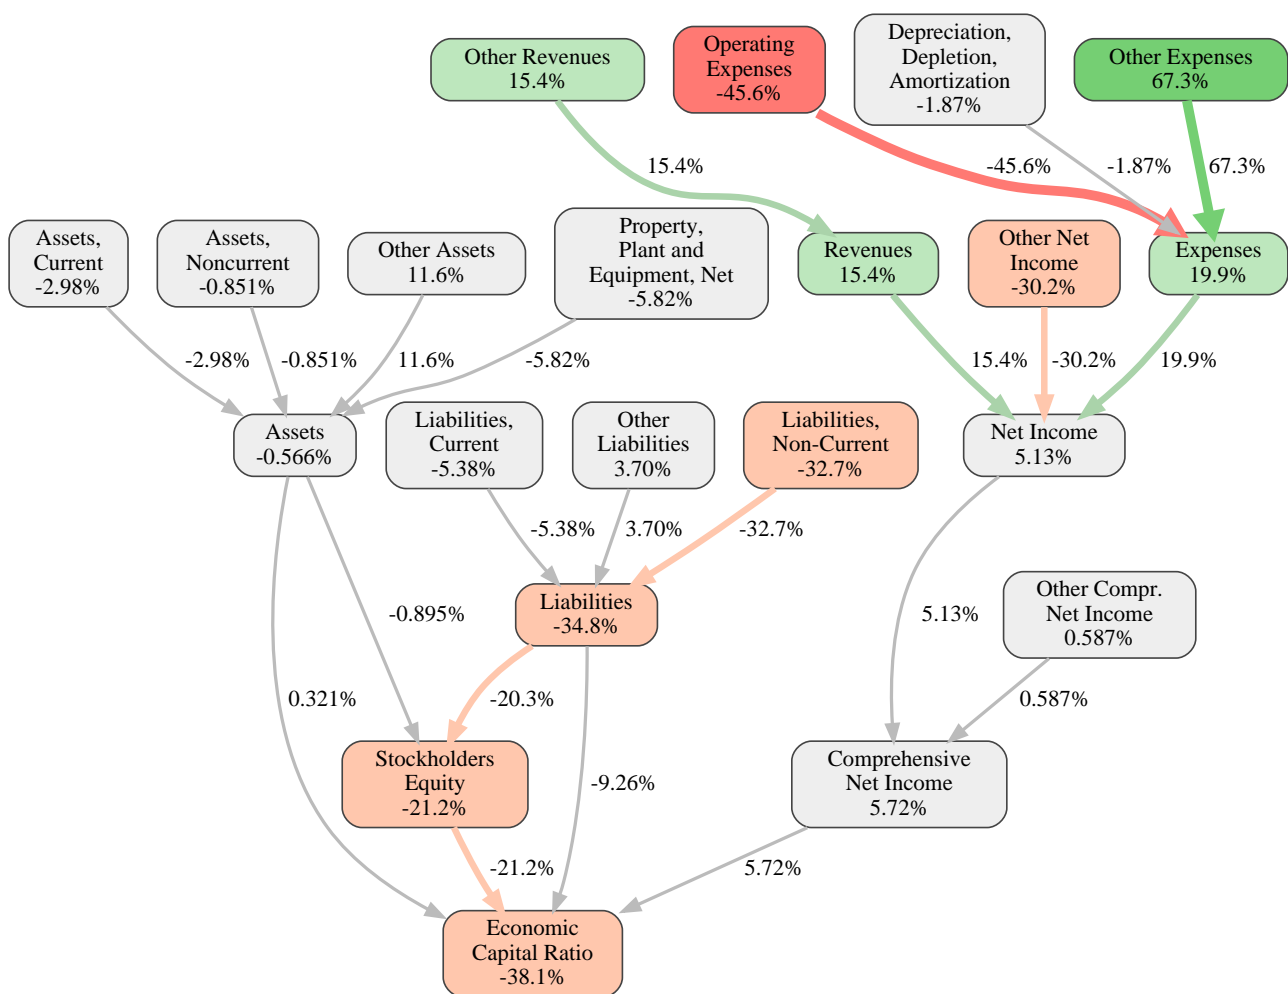 Other Revenues
15.4%
Operating
Expenses
-45.6%
Depreciation,
Depletion,
Amortization
-1.87%
Other Expenses
67.3%
15.4%
-45.6%
-1.87%
67.3%
Assets,
Current
-2.98%
Assets,
Noncurrent
-0.851%
Other Assets
11.6%
Property,
Plant and
Equipment, Net
-5.82%
Revenues
15.4%
Other Net
Income
-30.2%
Expenses
19.9%
-2.98%
-0.851%
11.6%
-5.82%
15.4%
-30.2%
19.9%
Assets
-0.566%
Liabilities,
Current
-5.38%
Other
Liabilities
3.70%
Liabilities,
Non-Current
-32.7%
Net Income
5.13%
-5.38%
3.70%
-32.7%
Liabilities
-34.8%
Other Compr.
Net Income
0.587%
-0.895%
5.13%
0.321%
-20.3%
0.587%
Stockholders
Equity
-21.2%
-9.26%
Comprehensive
Net Income
5.72%
-21.2%
5.72%
Economic
Capital Ratio
-38.1%